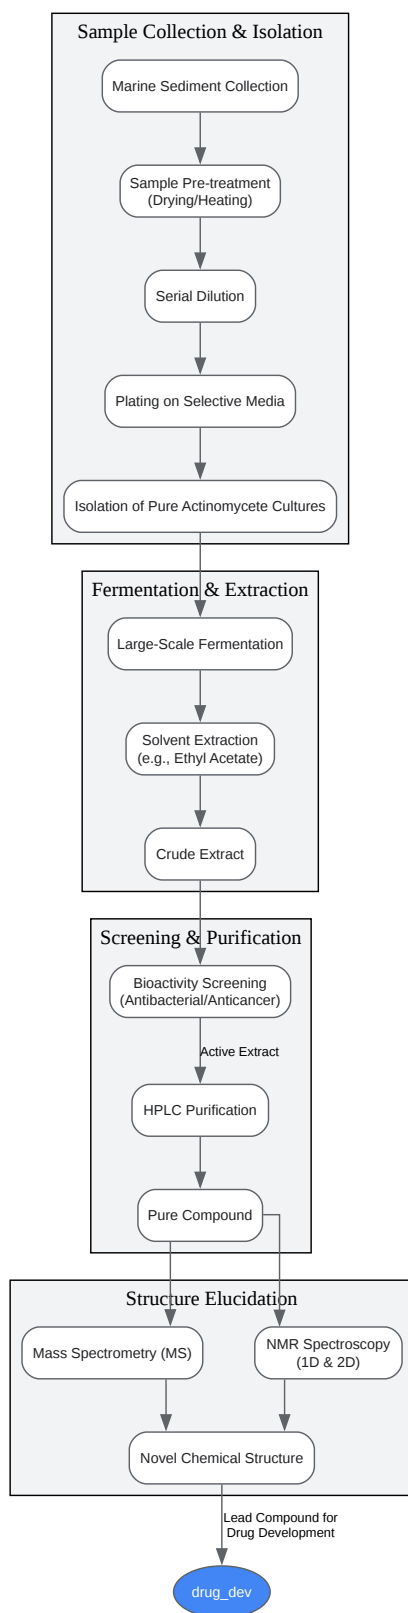 Sample Collection & Isolation
Marine Sediment Collection
Sample Pre-treatment
(Drying/Heating)
Serial Dilution
Plating on Selective Media
Isolation of Pure Actinomycete Cultures
Fermentation & Extraction
Large-Scale Fermentation
Solvent Extraction
(e.g., Ethyl Acetate)
Crude Extract
Screening & Purification
Bioactivity Screening
(Antibacterial/Anticancer)
Active Extract
HPLC Purification
Pure Compound
Structure Elucidation
Mass Spectrometry (MS)
NMR Spectroscopy
(1D & 2D)
Novel Chemical Structure
Lead Compound for
Drug Development
drug_dev